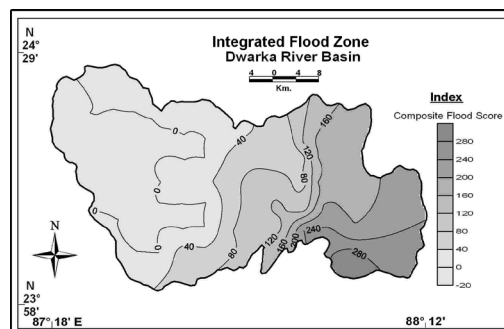 N
24°
29'
Integrated Flood Zone
Dwarka River Basin
4 0 4 8
Km.
Index
Composite Flood Score
280
240
200
160
120
80
40
0
-20
0
0
0
0
40
40
80
80
120
120
160
160
200
240
280
N
N
23°
58'
87° 18' E
88° 12'